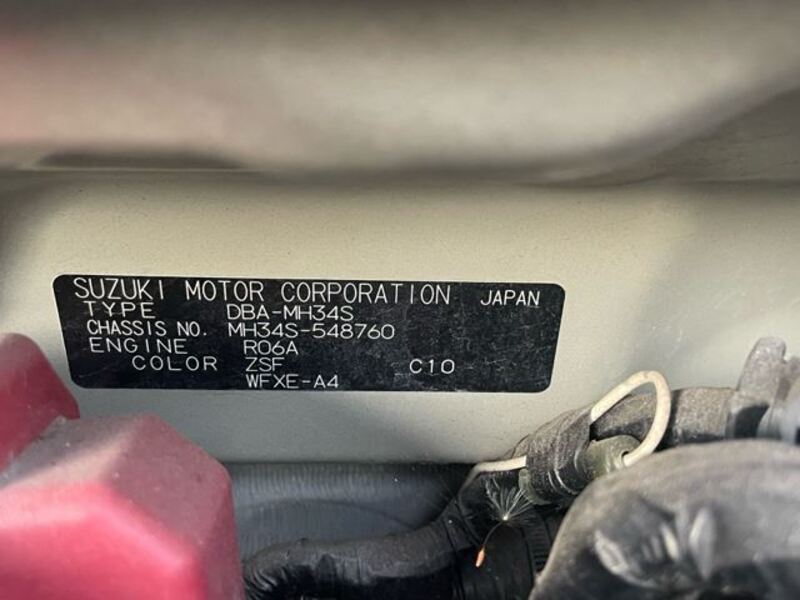 SUZUKI MOTOR CORPORATION JAPAN
TYPE DBA-MH34S
CHASSIS NO. MH34S-548760
ENGINE R06A
COLOR ZSF C10
WFXE-A4